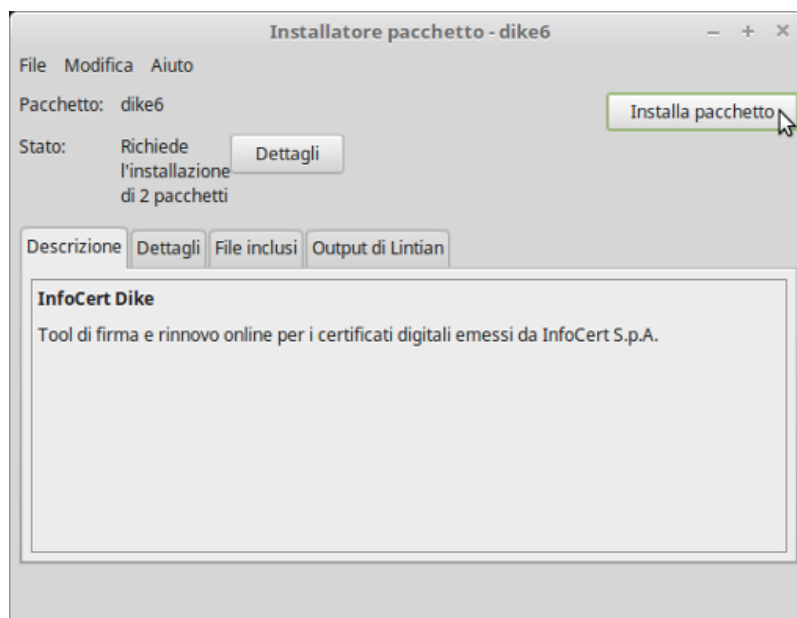 Installatore pacchetto - dike6
File Modifica Aiuto
Pacchetto: dike6
Installa pacchetto
Stato: Richiede
l'installazione
di 2 pacchetti
Dettagli
Descrizione Dettagli File inclusi Output di Lintian
InfoCert Dike
Tool di firma e rinnovo online per i certificati digitali emessi da InfoCert S.p.A.